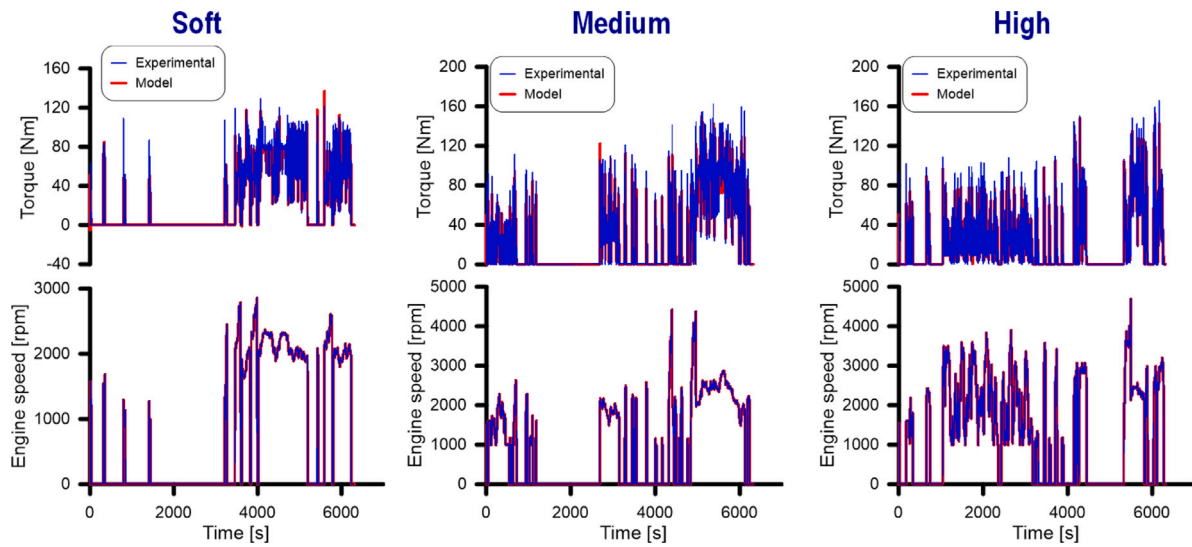 Soft
Medium
High
Experimental
Model
Torque [Nm]
160
120
80
40
0
-40
Experimental
Model
Torque [Nm]
200
160
120
80
40
0
Experimental
Model
Torque [Nm]
200
160
120
80
40
0
Engine speed [rpm]
3000
2000
1000
0
0 2000 4000 6000
Time [s]
Engine speed [rpm]
5000
4000
3000
2000
1000
0
0 2000 4000 6000
Time [s]
Engine speed [rpm]
5000
4000
3000
2000
1000
0
0 2000 4000 6000
Time [s]